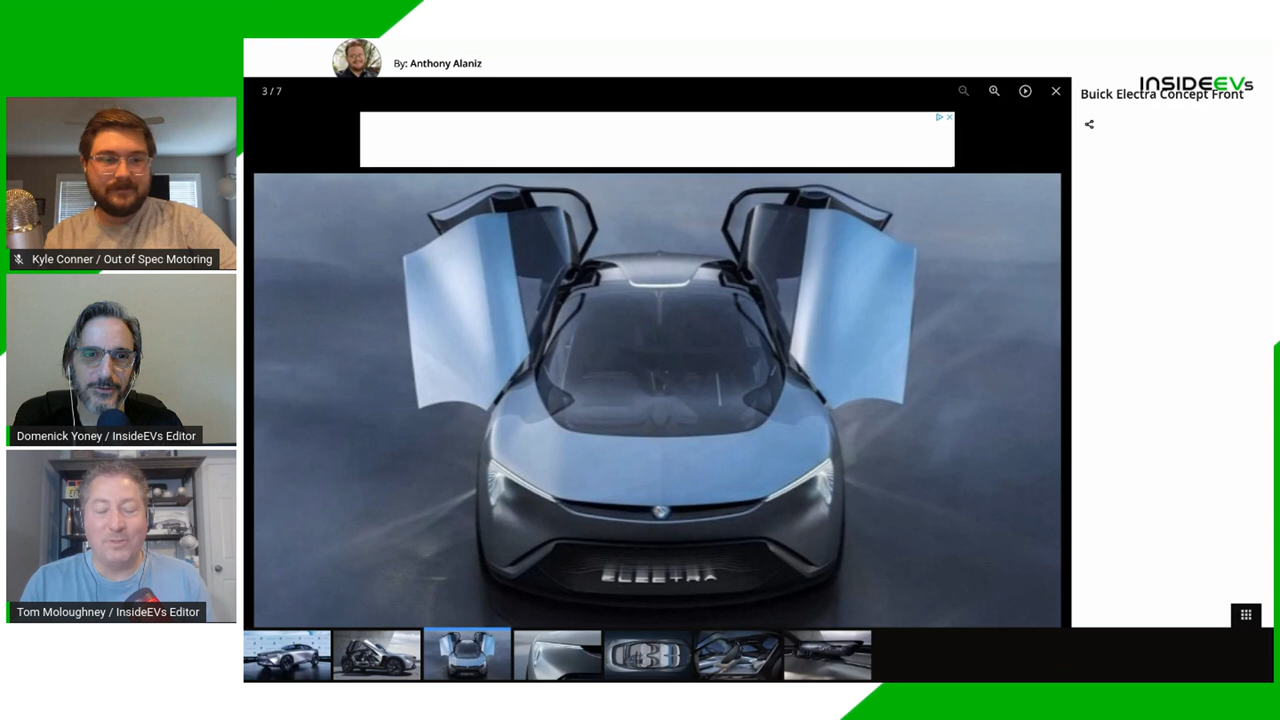 By: Anthony Alaniz
3 / 7
INSIDEEVs
Buick Electra Concept Front
ELECTRA
Kyle Conner / Out of Spec Motoring
Domenick Yoney / InsideEVs Editor
Tom Moloughney / InsideEVs Editor